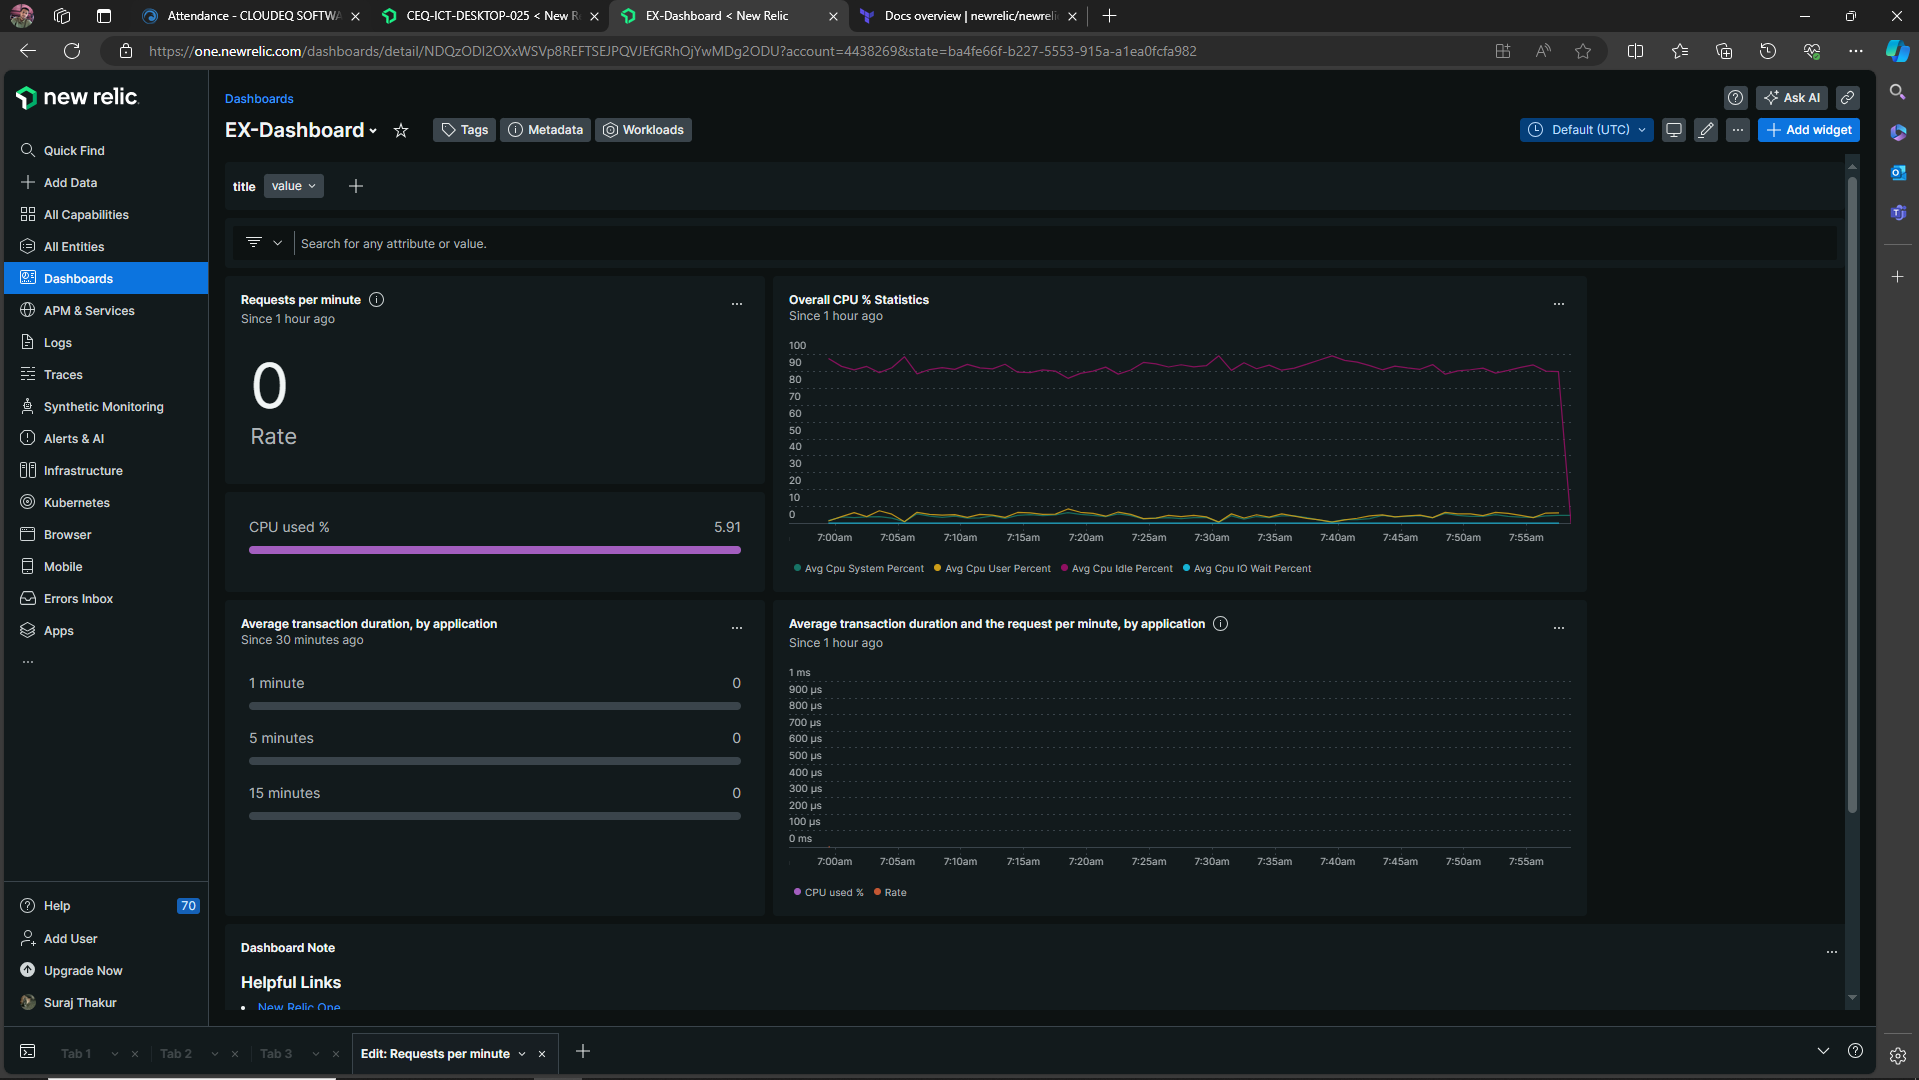 Attendance - CLOUDEQ SOFTWA
CEQ-ICT-DESKTOP-025 < New R
EX-Dashboard < New Relic
Docs overview | newrelic/newreli
https://one.newrelic.com/dashboards/detail/NDQzODI2OXxWSVp8REFTSEJPQVJEfGRhOjYwMDg2ODU?account=4438269&state=ba4fe66f-b227-5553-915a-a1ea0fcfa982
new relic
Quick Find
Add Data
All Capabilities
All Entities
Dashboards
APM & Services
Logs
Traces
Synthetic Monitoring
Alerts & AI
Infrastructure
Kubernetes
Browser
Mobile
Errors Inbox
Apps
...
Help 70
Add User
Upgrade Now
Suraj Thakur
Dashboards
Ask AI
EX-Dashboard
Tags
Metadata
Workloads
Default (UTC)
Add widget
title value
Search for any attribute or value.
Requests per minute
Since 1 hour ago
0
Rate
CPU used % 5.91
Overall CPU % Statistics
Since 1 hour ago
100
90
80
70
60
50
40
30
20
10
0
7:00am 7:05am 7:10am 7:15am 7:20am 7:25am 7:30am 7:35am 7:40am 7:45am 7:50am 7:55am
Avg Cpu System Percent Avg Cpu User Percent Avg Cpu Idle Percent Avg Cpu IO Wait Percent
Average transaction duration, by application
Since 30 minutes ago
1 minute 0
5 minutes 0
15 minutes 0
Average transaction duration and the request per minute, by application
Since 1 hour ago
1 ms
900 µs
800 µs
700 µs
600 µs
500 µs
400 µs
300 µs
200 µs
100 µs
0 ms
7:00am 7:05am 7:10am 7:15am 7:20am 7:25am 7:30am 7:35am 7:40am 7:45am 7:50am 7:55am
CPU used % Rate
Dashboard Note
Helpful Links
• New Relic One
Tab 1
Tab 2
Tab 3
Edit: Requests per minute